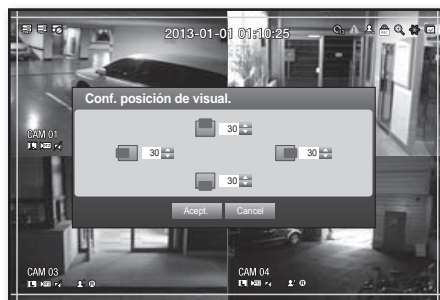 2013-01-01 01:10:25
Conf. posición de visual.
30
30
30
30
CAM 01
Acept. Cancel
CAM 03
CAM 04